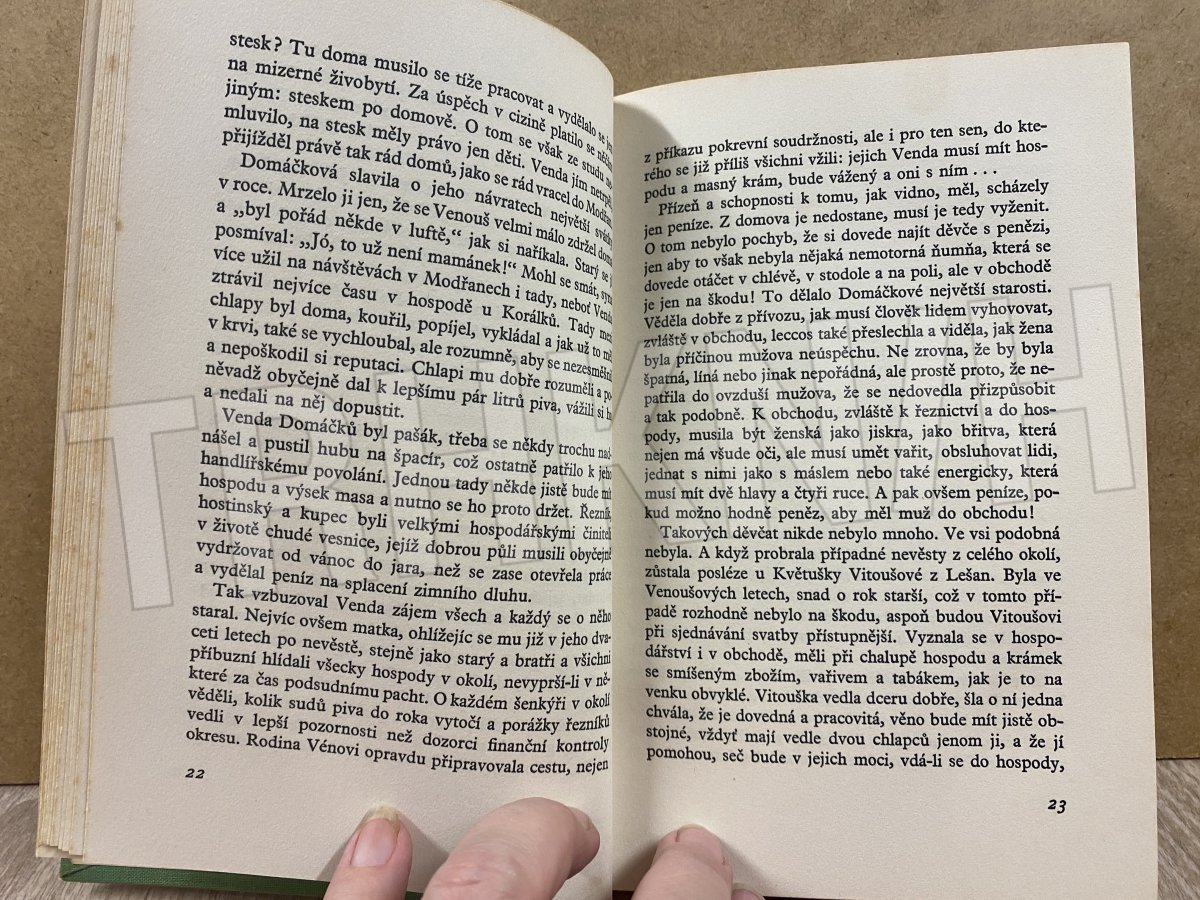 stesk? Tu doma musilo se tíže pracovat a vydělalo se jen
na mizerné živobytí. Za úspěch v cizině platilo se něčím
jiným: steskem po domově. O tom se však ze studu ne-
mluvilo, na stesk měly právo jen děti. Venda jím netrpěl,
přijížděl právě tak rád domů, jako se rád vracel do Modřan.
Domáčková slavila o jeho návratech největší svátky
v roce. Mrzelo ji jen, že se Venouš velmi málo zdržel doma
a „byl pořád někde v luftě,“ jak si naříkala. Starý se jí
posmíval: „Jó, to už není mamánek!“ Mohl se smát, syna
více užil na návštěvách v Modřanech i tady, neboť Venda
ztrávil nejvíce času v hospodě u Korálků. Tady mezi
chlapy byl doma, kouřil, popíjel, vykládal a jak už to měl
v krvi, také se vychloubal, ale rozumně, aby se nezesměšnil
a nepoškodil si reputaci. Chlapi mu dobře rozuměli a po-
něvadž obyčejně dal k lepšímu pár litrů piva, vážili si ho
a nedali na něj dopustit.
Venda Domáčků byl pašák, třeba se někdy trochu nad-
nášel a pustil hubu na špacír, což ostatně patřilo k jeho
handlířskému povolání. Jednou tady někde jistě bude mít
hospodu a výsek masa a nutno se ho proto držet. Řezník,
hostinský a kupec byli velkými hospodářskými činiteli
v životě chudé vesnice, jejíž dobrou půli musili obyčejně
vydržovat od vánoc do jara, než se zase otevřela práce
a vydělal peníz na splacení zimního dluhu.
Tak vzbuzoval Venda zájem všech a každý se o něho
staral. Nejvíc ovšem matka, ohlížejíc se mu již v jeho dva-
ceti letech po nevěstě, stejně jako starý a bratři a všichni
příbuzní hlídali všecky hospody v okolí, nevyprší-li v ně-
které za čas podsudnímu pacht. O každém šenkýři v okolí
věděli, kolik sudů piva do roka vytočí a porážky řezníků
vedli v lepší pozornosti než dozorci finanční kontroly
okresu. Rodina Vénovi opravdu připravovala cestu, nejen
22
z příkazu pokrevní soudržnosti, ale i pro ten sen, do kte-
rého se již příliš všichni vžili: jejich Venda musí mít hos-
podu a masný krám, bude vážený a oni s ním . . .
Přízeň a schopnosti k tomu, jak vidno, měl, scházely
jen peníze. Z domova je nedostane, musí je tedy vyženit.
O tom nebylo pochyb, že si dovede najít děvče s penězi,
jen aby to však nebyla nějaká nemotorná ňumňa, která se
dovede otáčet v chlévě, v stodole a na poli, ale v obchodě
je jen na škodu! To dělalo Domáčkové největší starosti.
Věděla dobře z přívozu, jak musí člověk lidem vyhovovat,
zvláště v obchodu, leccos také přeslechla a viděla, jak žena
byla příčinou mužova neúspěchu. Ne zrovna, že by byla
špatná, líná nebo jinak nepořádná, ale prostě proto, že ne-
patřila do ovzduší mužova, že se nedovedla přizpůsobit
a tak podobně. K obchodu, zvláště k řeznictví a do hos-
pody, musila být ženská jako jiskra, jako břitva, která
nejen má všude oči, ale musí umět vařit, obsluhovat lidi,
jednat s nimi jako s máslem nebo také energicky, která
musí mít dvě hlavy a čtyři ruce. A pak ovšem peníze, po-
kud možno hodně peněz, aby měl muž do obchodu!
Takových děvčat nikde nebylo mnoho. Ve vsi podobná
nebyla. A když probrala případné nevěsty z celého okolí,
zůstala posléze u Květušky Vitoušové z Lešan. Byla ve
Venoušových letech, snad o rok starší, což v tomto pří-
padě rozhodně nebylo na škodu, aspoň budou Vitoušovi
při sjednávání svatby přístupnější. Vyznala se v hospo-
dářství i v obchodě, měli při chalupě hospodu a krámek
se smíšeným zbožím, vařivem a tabákem, jak je to na
venku obvyklé. Vitouška vedla dceru dobře, šla o ní jedna
chvála, že je dovedná a pracovitá, věno bude mít jistě ob-
stojné, vždyť mají vedle dvou chlapců jenom ji, a že jí
pomohou, seč bude v jejich moci, vdá-li se do hospody,
23